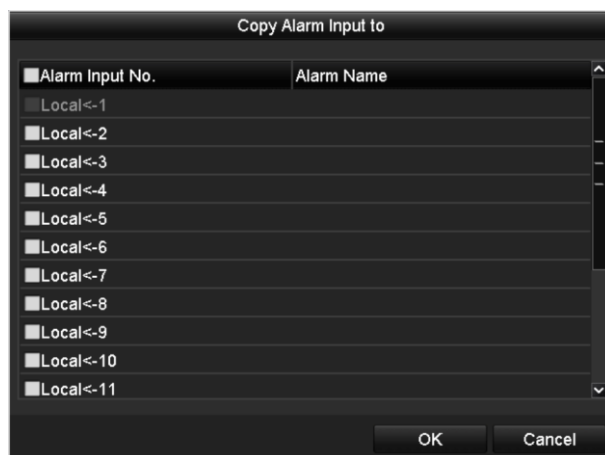 Copy Alarm Input to
Alarm Input No. Alarm Name
Local<-1
Local<-2
Local<-3
Local<-4
Local<-5
Local<-6
Local<-7
Local<-8
Local<-9
Local<-10
Local<-11
OK Cancel